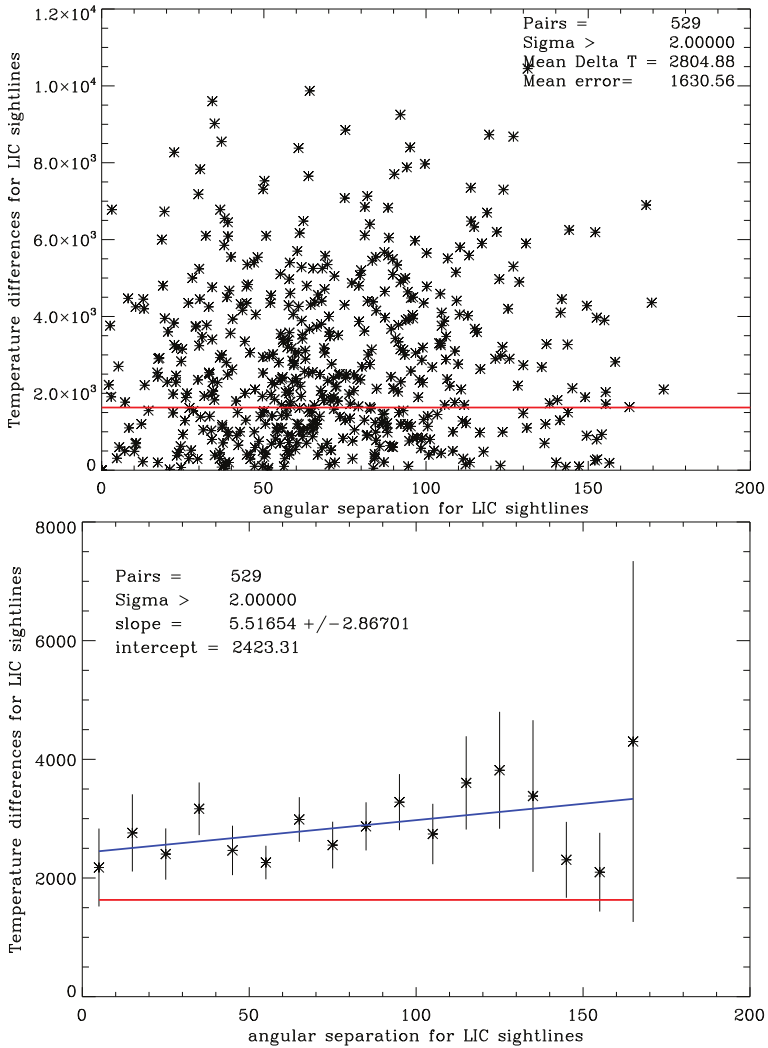 1.2×10⁴
1.0×10⁴
8.0×10³
6.0×10³
4.0×10³
2.0×10³
0
Temperature differences for LIC sightlines
Pairs = 529
Sigma > 2.00000
Mean Delta T = 2804.88
Mean error= 1630.56
0 50 100 150 200
angular separation for LIC sightlines
8000
6000
4000
2000
0
Temperature differences for LIC sightlines
Pairs = 529
Sigma > 2.00000
slope = 5.51654 +/−2.86701
intercept = 2423.31
0 50 100 150 200
angular separation for LIC sightlines